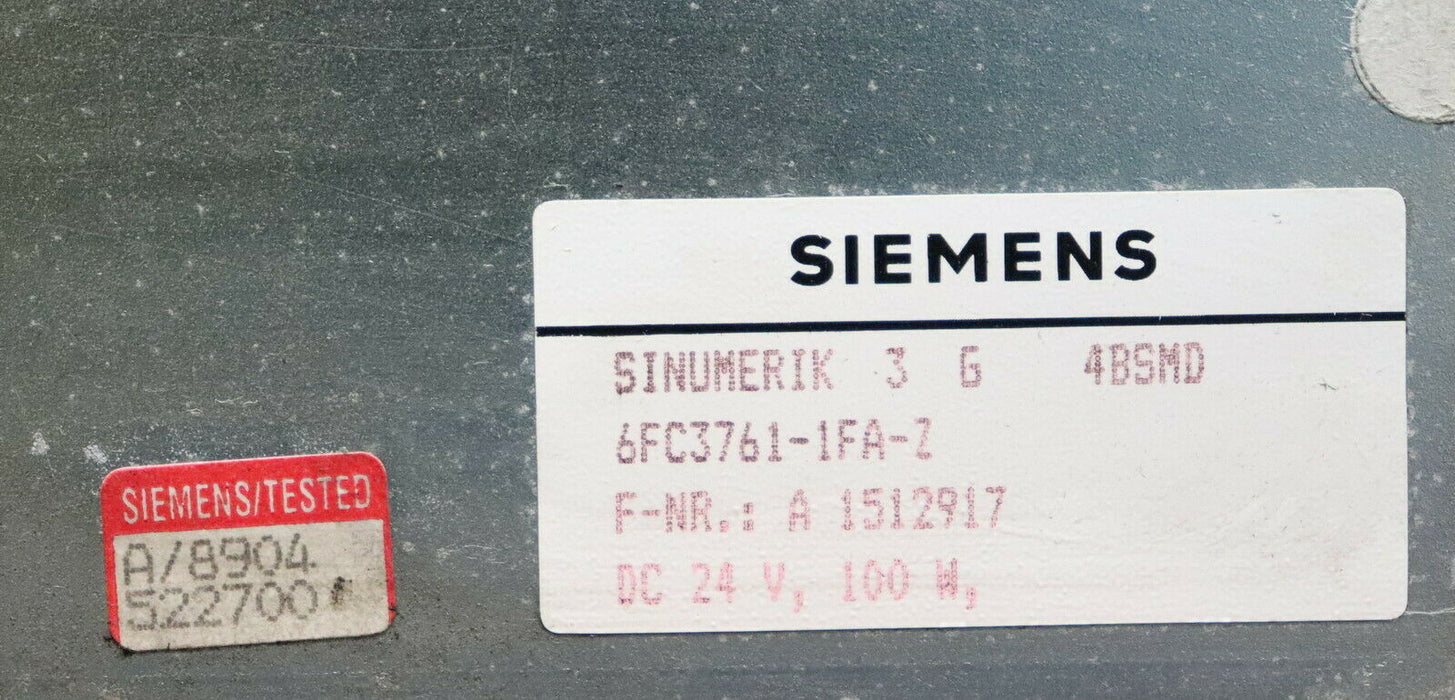 SIEMENS
SINUMERIK 3 G 4BSMD
6FC3761-1FA-Z
F-NR.: A 1512917
DC 24 V, 100 W,
SIEMENS/TESTED
A/8904
522700